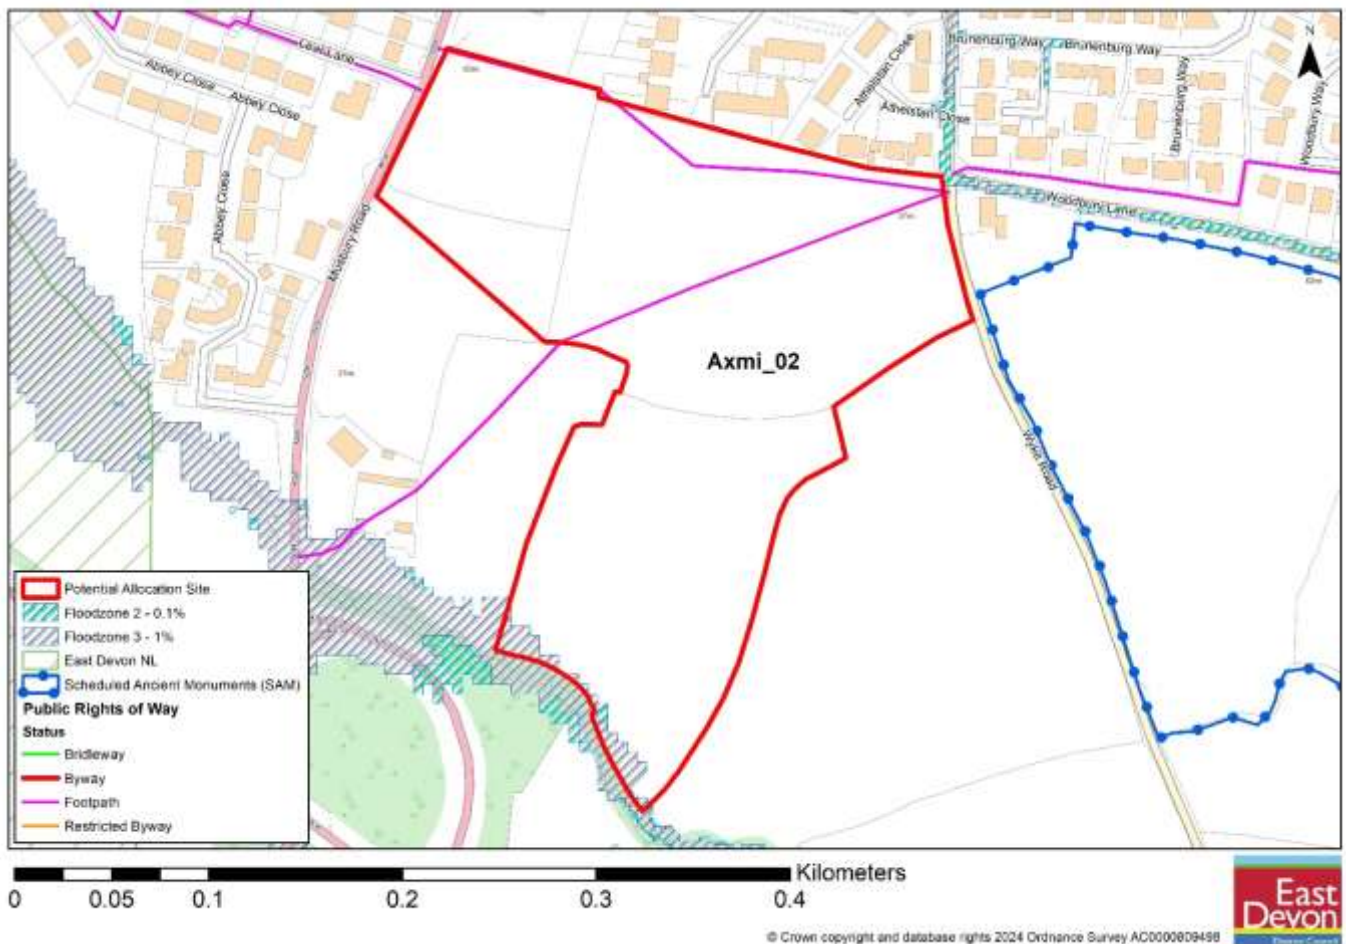 Lea Lane
Abbey Close
Abbey Close
Abbey Close
Musbury Road
Athelstan Close
Athelstan Close
Brunenburg Way
Brunenburg Way
Brunenburg Way
Woodbury Way
Woodbury Lane
N
Axmi_02
Wyke Road
Potential Allocation Site
Floodzone 2 - 0.1%
Floodzone 3 - 1%
East Devon NL
Scheduled Ancient Monuments (SAM)
Public Rights of Way
Status
Bridleway
Byway
Footpath
Restricted Byway
Kilometers
0 0.05 0.1 0.2 0.3 0.4
East
Devon
© Crown copyright and database rights 2024 Ordnance Survey AC0000809498